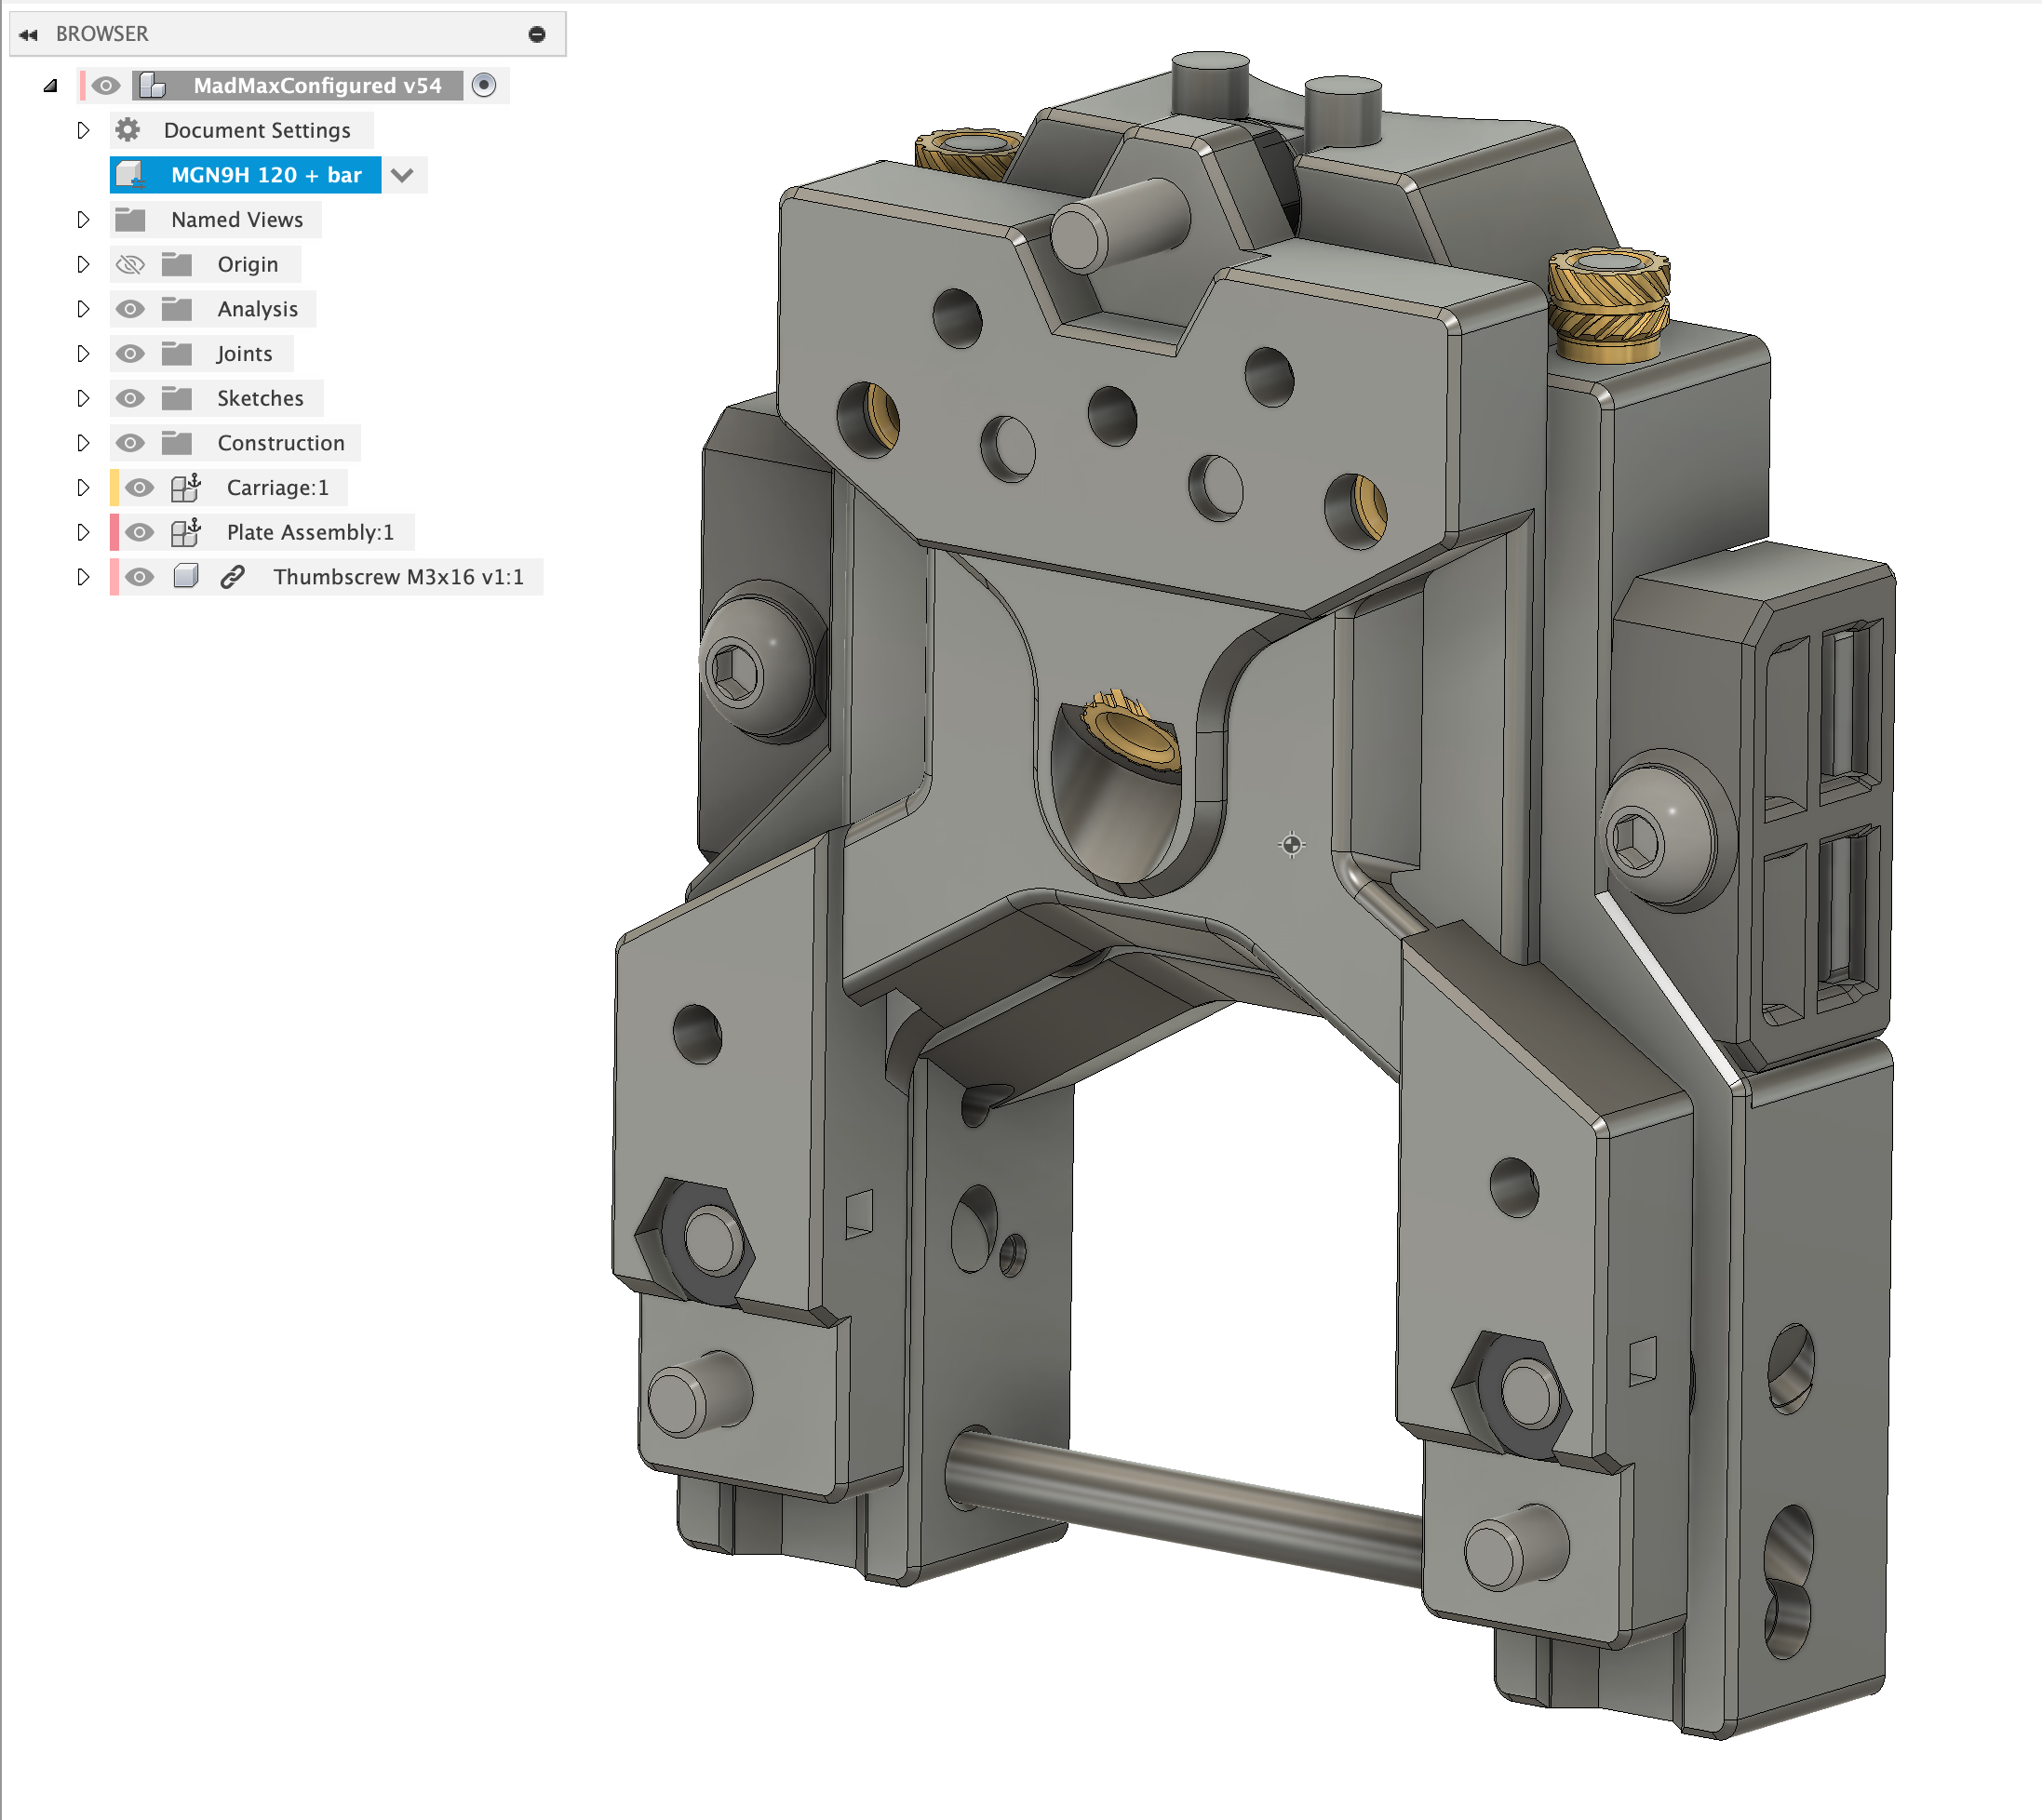 BROWSER
MadMaxConfigured v54
Document Settings
MGN9H 120 + bar
Named Views
Origin
Analysis
Joints
Sketches
Construction
Carriage:1
Plate Assembly:1
Thumbscrew M3x16 v1:1